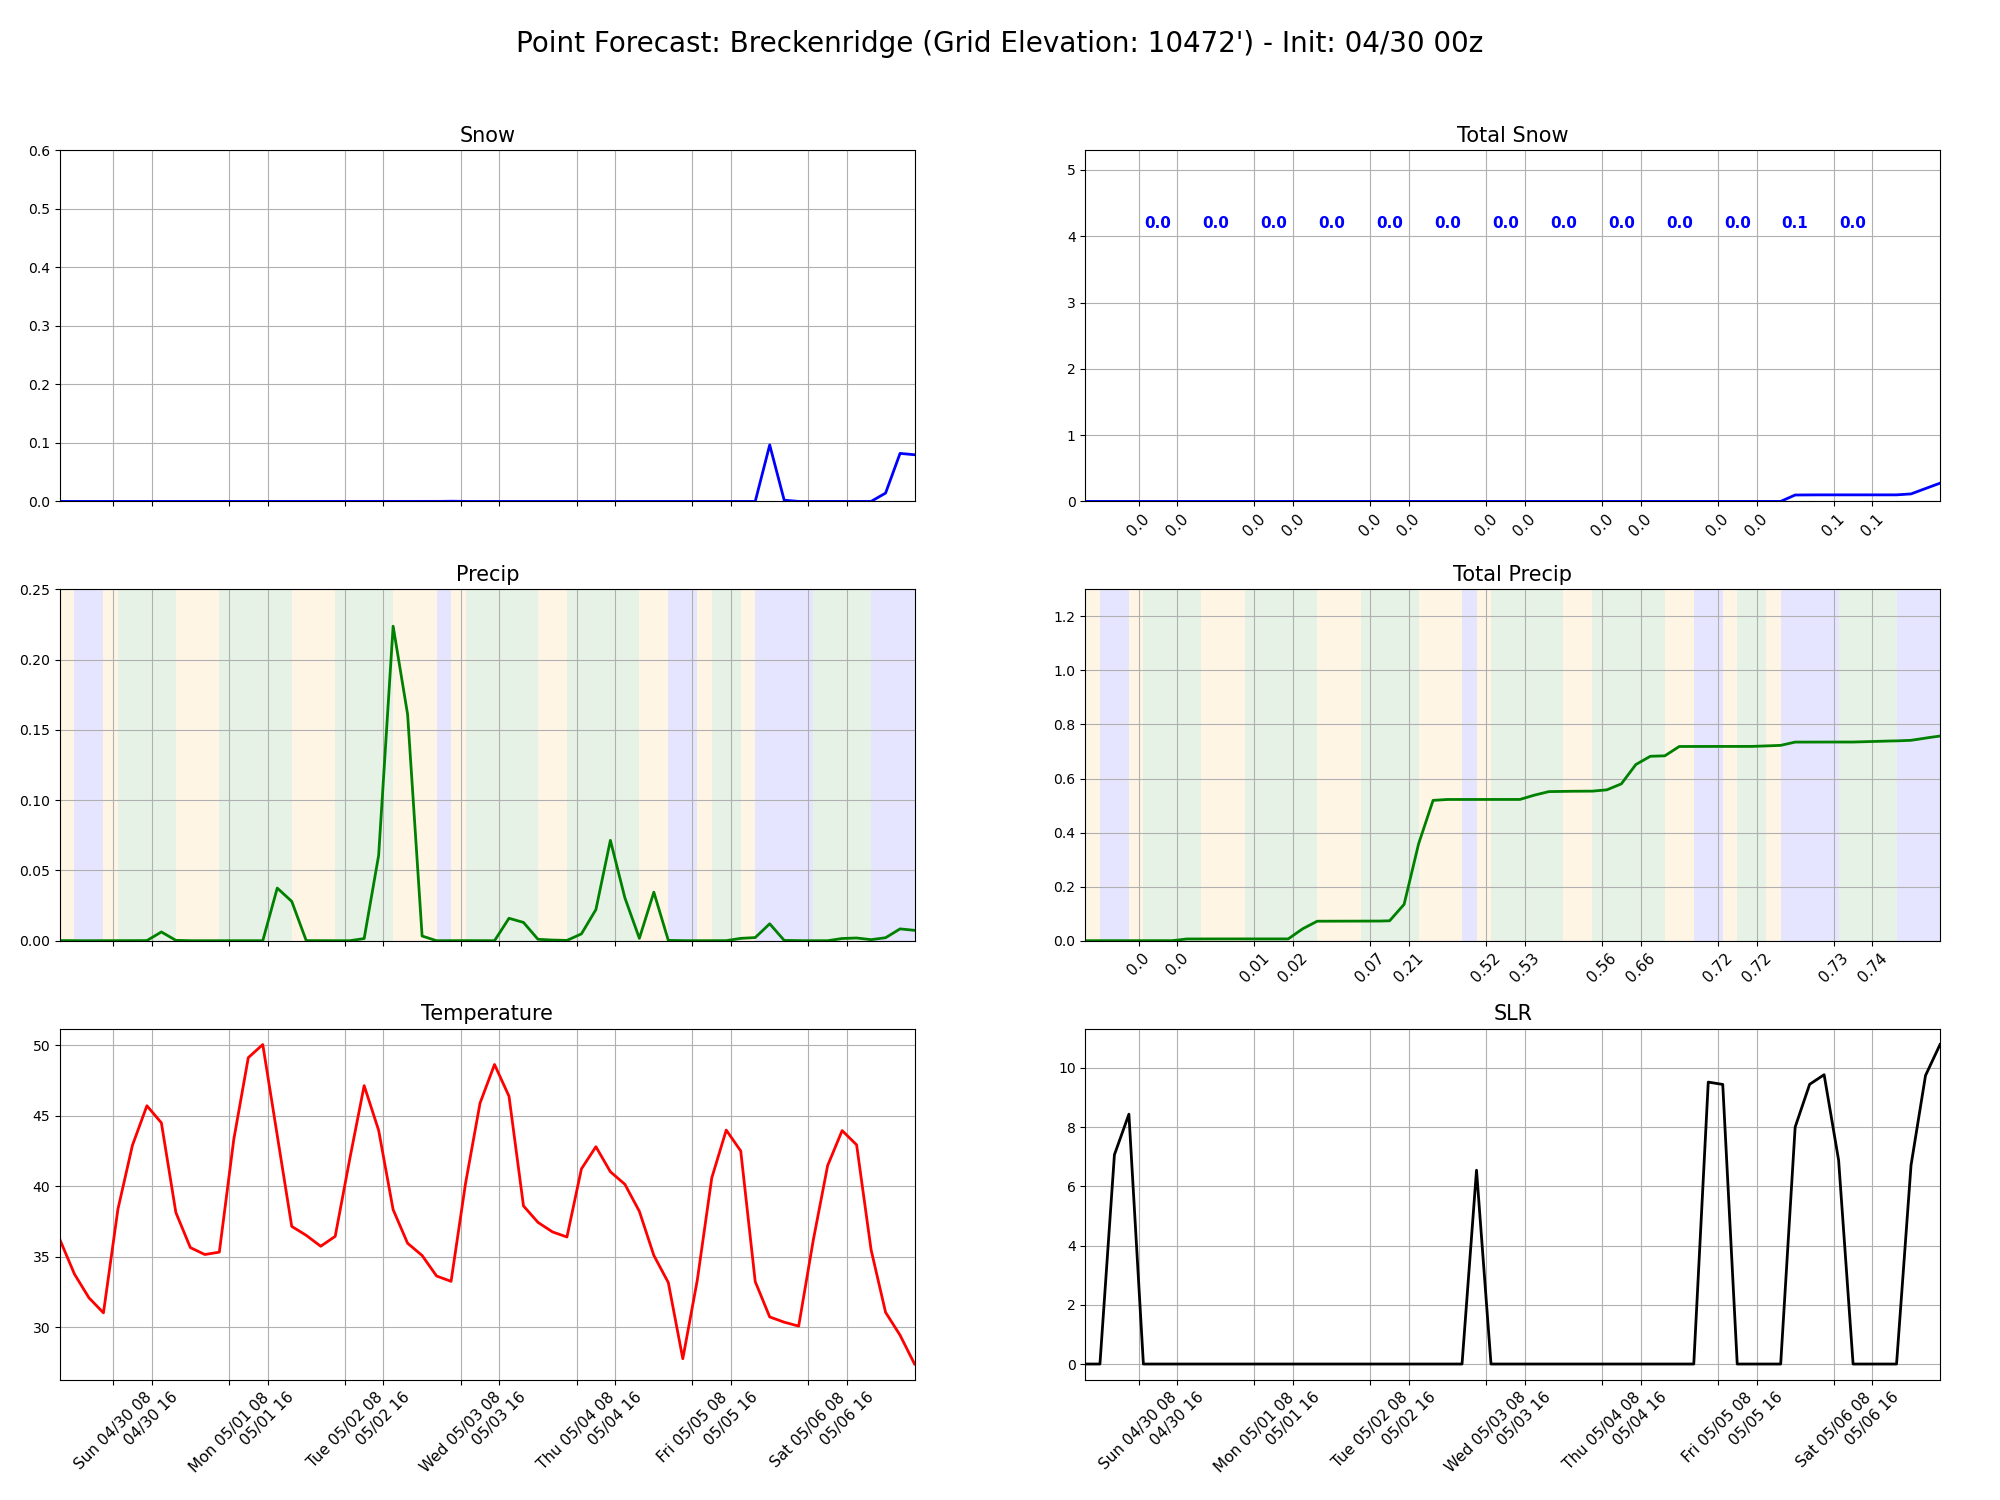 Point Forecast: Breckenridge (Grid Elevation: 10472') - Init: 04/30 00z
Snow
0.6
0.5
0.4
0.3
0.2
0.1
0.0
Total Snow
5
4
3
2
1
0
0.0 0.0 0.0 0.0 0.0 0.0 0.0 0.0 0.0 0.0 0.0 0.1 0.0
0.0 0.0 0.0 0.0 0.0 0.0 0.0 0.0 0.0 0.0 0.0 0.0 0.1 0.1
Precip
0.25
0.20
0.15
0.10
0.05
0.00
Total Precip
1.2
1.0
0.8
0.6
0.4
0.2
0.0
0.0 0.0 0.01 0.02 0.07 0.21 0.52 0.53 0.56 0.66 0.72 0.72 0.73 0.74
Temperature
50
45
40
35
30
Sun 04/30 08
04/30 16
Mon 05/01 08
05/01 16
Tue 05/02 08
05/02 16
Wed 05/03 08
05/03 16
Thu 05/04 08
05/04 16
Fri 05/05 08
05/05 16
Sat 05/06 08
05/06 16
SLR
10
8
6
4
2
0
Sun 04/30 08
04/30 16
Mon 05/01 08
05/01 16
Tue 05/02 08
05/02 16
Wed 05/03 08
05/03 16
Thu 05/04 08
05/04 16
Fri 05/05 08
05/05 16
Sat 05/06 08
05/06 16